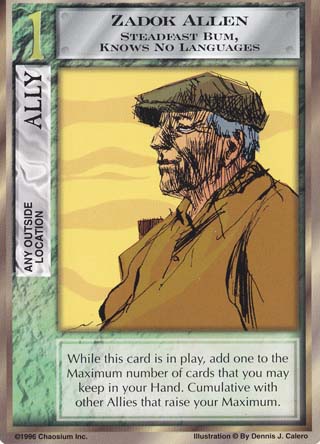 1
ZADOK ALLEN
STEADFAST BUM,
KNOWS NO LANGUAGES
ALLY
ANY OUTSIDE
LOCATION
While this card is in play, add one to the
Maximum number of cards that you may
keep in your Hand. Cumulative with
other Allies that raise your Maximum.
©1996 Chaosium Inc.
Illustration © By Dennis J. Calero